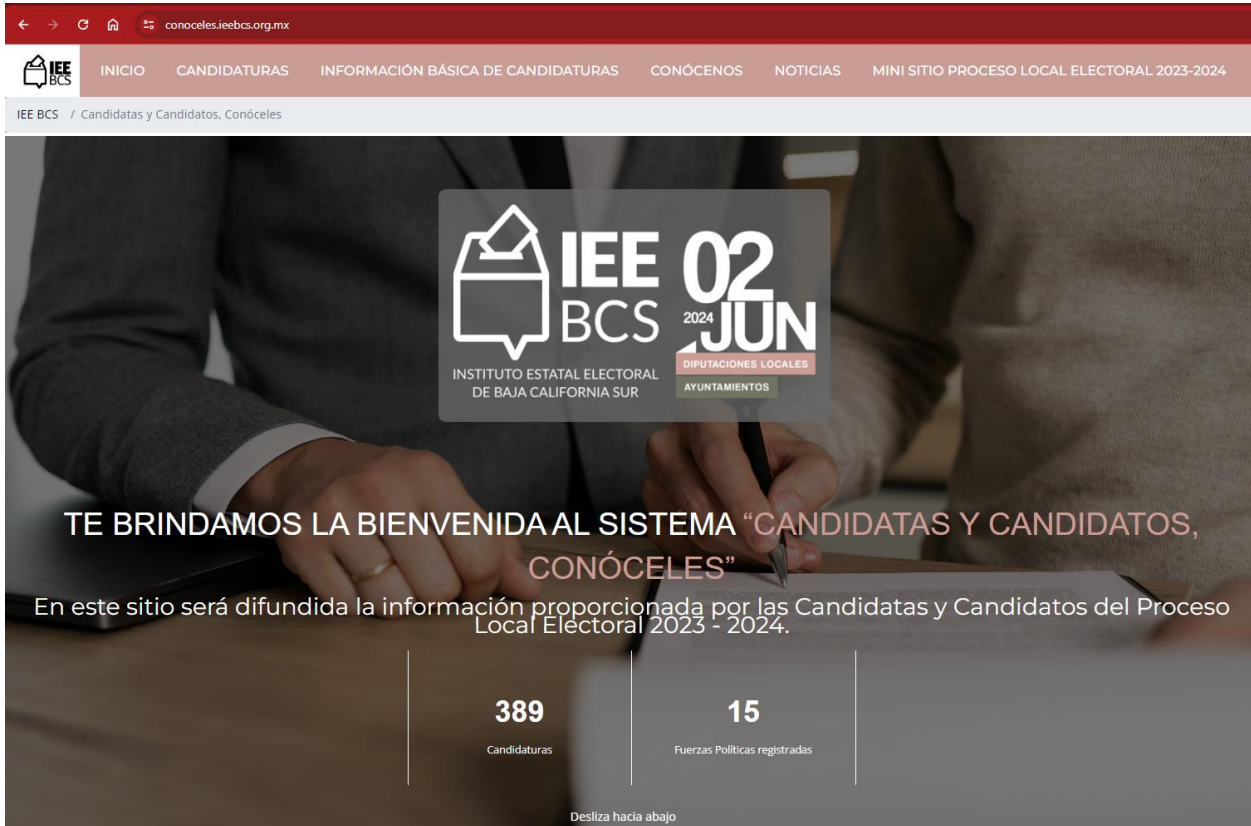 conoceles.ieebcs.org.mx
IEE BCS INICIO CANDIDATURAS INFORMACIÓN BÁSICA DE CANDIDATURAS CONÓCENOS NOTICIAS MINI SITIO PROCESO LOCAL ELECTORAL 2023-2024
IEE BCS / Candidatas y Candidatos, Conóceles
IEE
BCS
INSTITUTO ESTATAL ELECTORAL
DE BAJA CALIFORNIA SUR
02
2024 JUN
DIPUTACIONES LOCALES
AYUNTAMIENTOS
TE BRINDAMOS LA BIENVENIDA AL SISTEMA “CANDIDATAS Y CANDIDATOS,
CONÓCELES”
En este sitio será difundida la información proporcionada por las Candidatas y Candidatos del Proceso
Local Electoral 2023 - 2024.
389
Candidaturas
15
Fuerzas Políticas registradas
Desliza hacia abajo